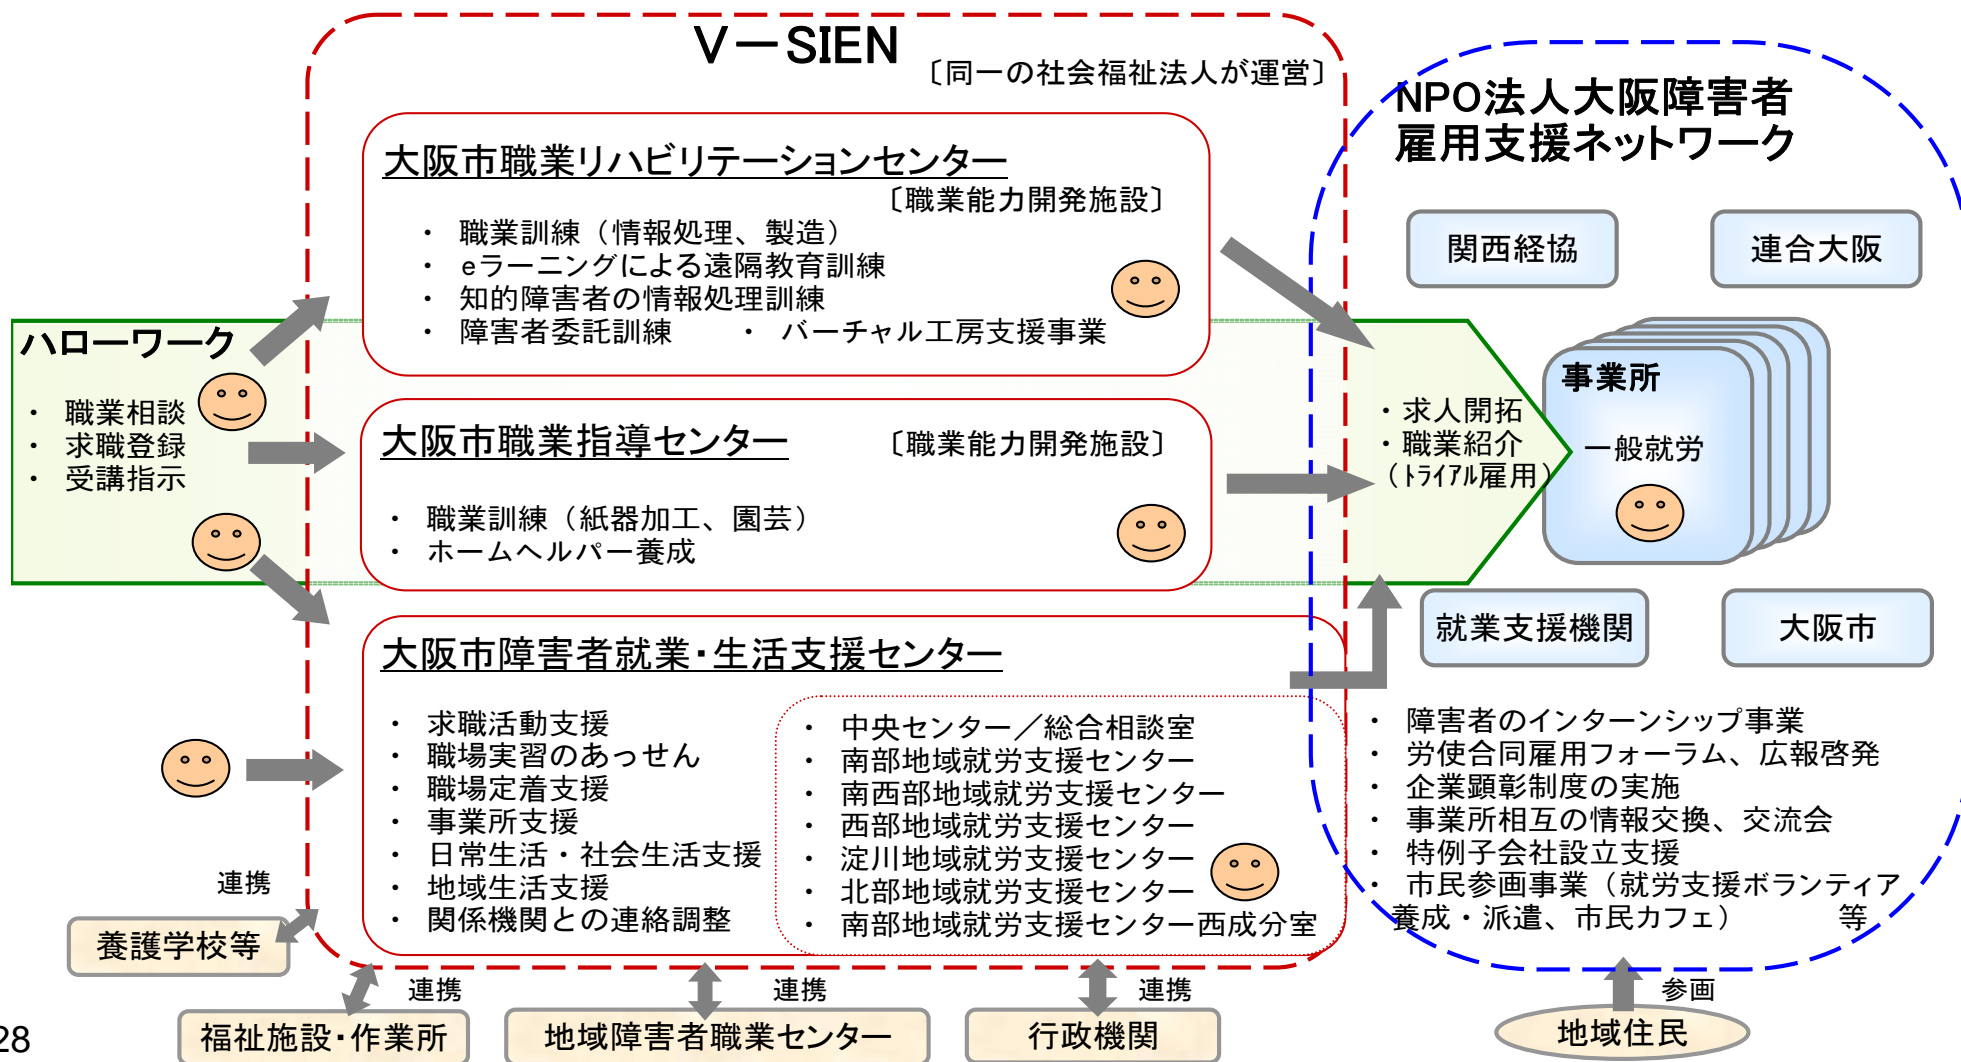 V－SIEN
〔同一の社会福祉法人が運営〕
大阪市職業リハビリテーションセンター
〔職業能力開発施設〕
・ 職業訓練（情報処理、製造）
・ eラーニングによる遠隔教育訓練
・ 知的障害者の情報処理訓練
・ 障害者委託訓練 ・ バーチャル工房支援事業
ハローワーク
・ 職業相談
・ 求職登録
・ 受講指示
大阪市職業指導センター 〔職業能力開発施設〕
・ 職業訓練（紙器加工、園芸）
・ ホームヘルパー養成
大阪市障害者就業・生活支援センター
・ 求職活動支援
・ 職場実習のあっせん
・ 職場定着支援
・ 事業所支援
・ 日常生活・社会生活支援
・ 地域生活支援
・ 関係機関との連絡調整
・ 中央センター／総合相談室
・ 南部地域就労支援センター
・ 南西部地域就労支援センター
・ 西部地域就労支援センター
・ 淀川地域就労支援センター
・ 北部地域就労支援センター
・ 南部地域就労支援センター西成分室
NPO法人大阪障害者
雇用支援ネットワーク
関西経協
連合大阪
・求人開拓
・職業紹介
（ﾄﾗｲｱﾙ雇用）
事業所
一般就労
就業支援機関
大阪市
・ 障害者のインターンシップ事業
・ 労使合同雇用フォーラム、広報啓発
・ 企業顕彰制度の実施
・ 事業所相互の情報交換、交流会
・ 特例子会社設立支援
・ 市民参画事業（就労支援ボランティア
養成・派遣、市民カフェ） 等
連携
養護学校等
連携
福祉施設・作業所
連携
地域障害者職業センター
連携
行政機関
参画
地域住民
28